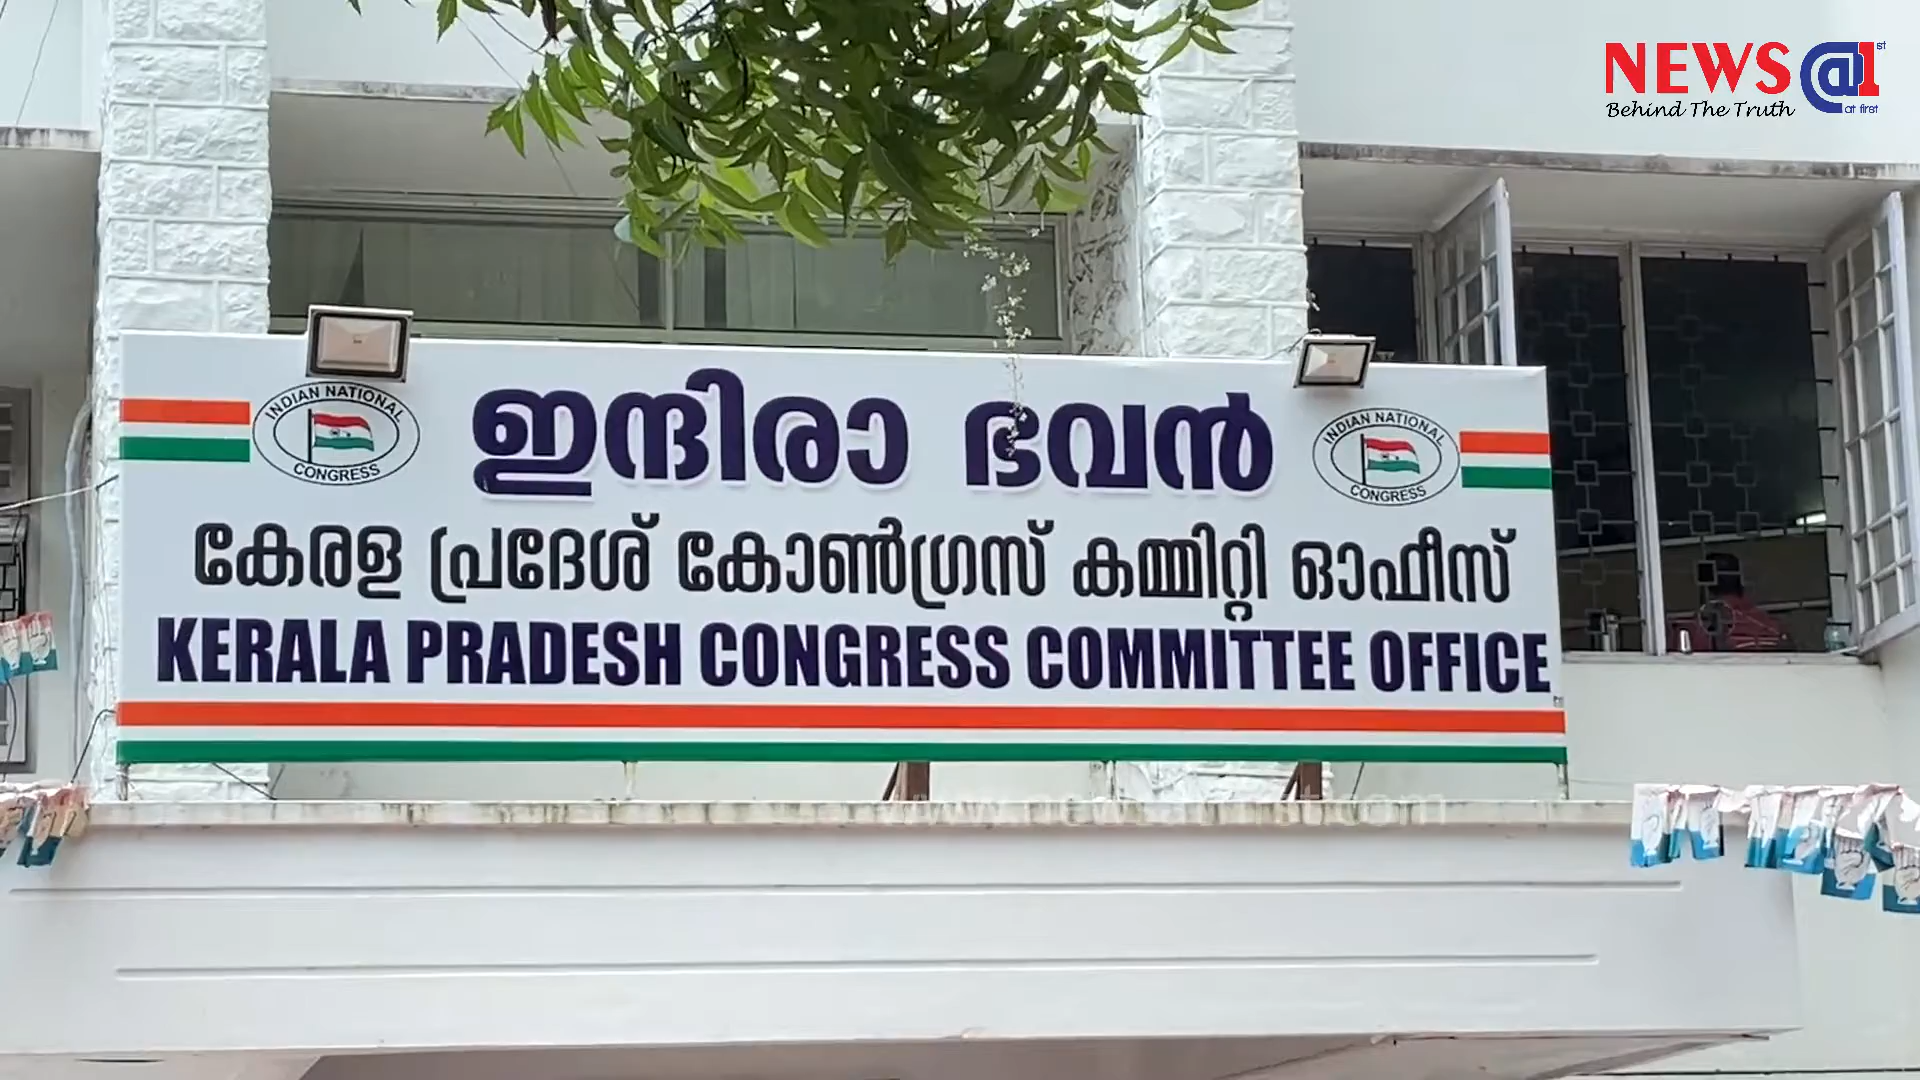 NEWS @1st
Behind The Truth at first
INDIAN NATIONAL CONGRESS
ഇന്ദിരാ ഭവൻ
INDIAN NATIONAL CONGRESS
കേരള പ്രദേശ് കോൺഗ്രസ് കമ്മിറ്റി ഓഫീസ്
KERALA PRADESH CONGRESS COMMITTEE OFFICE